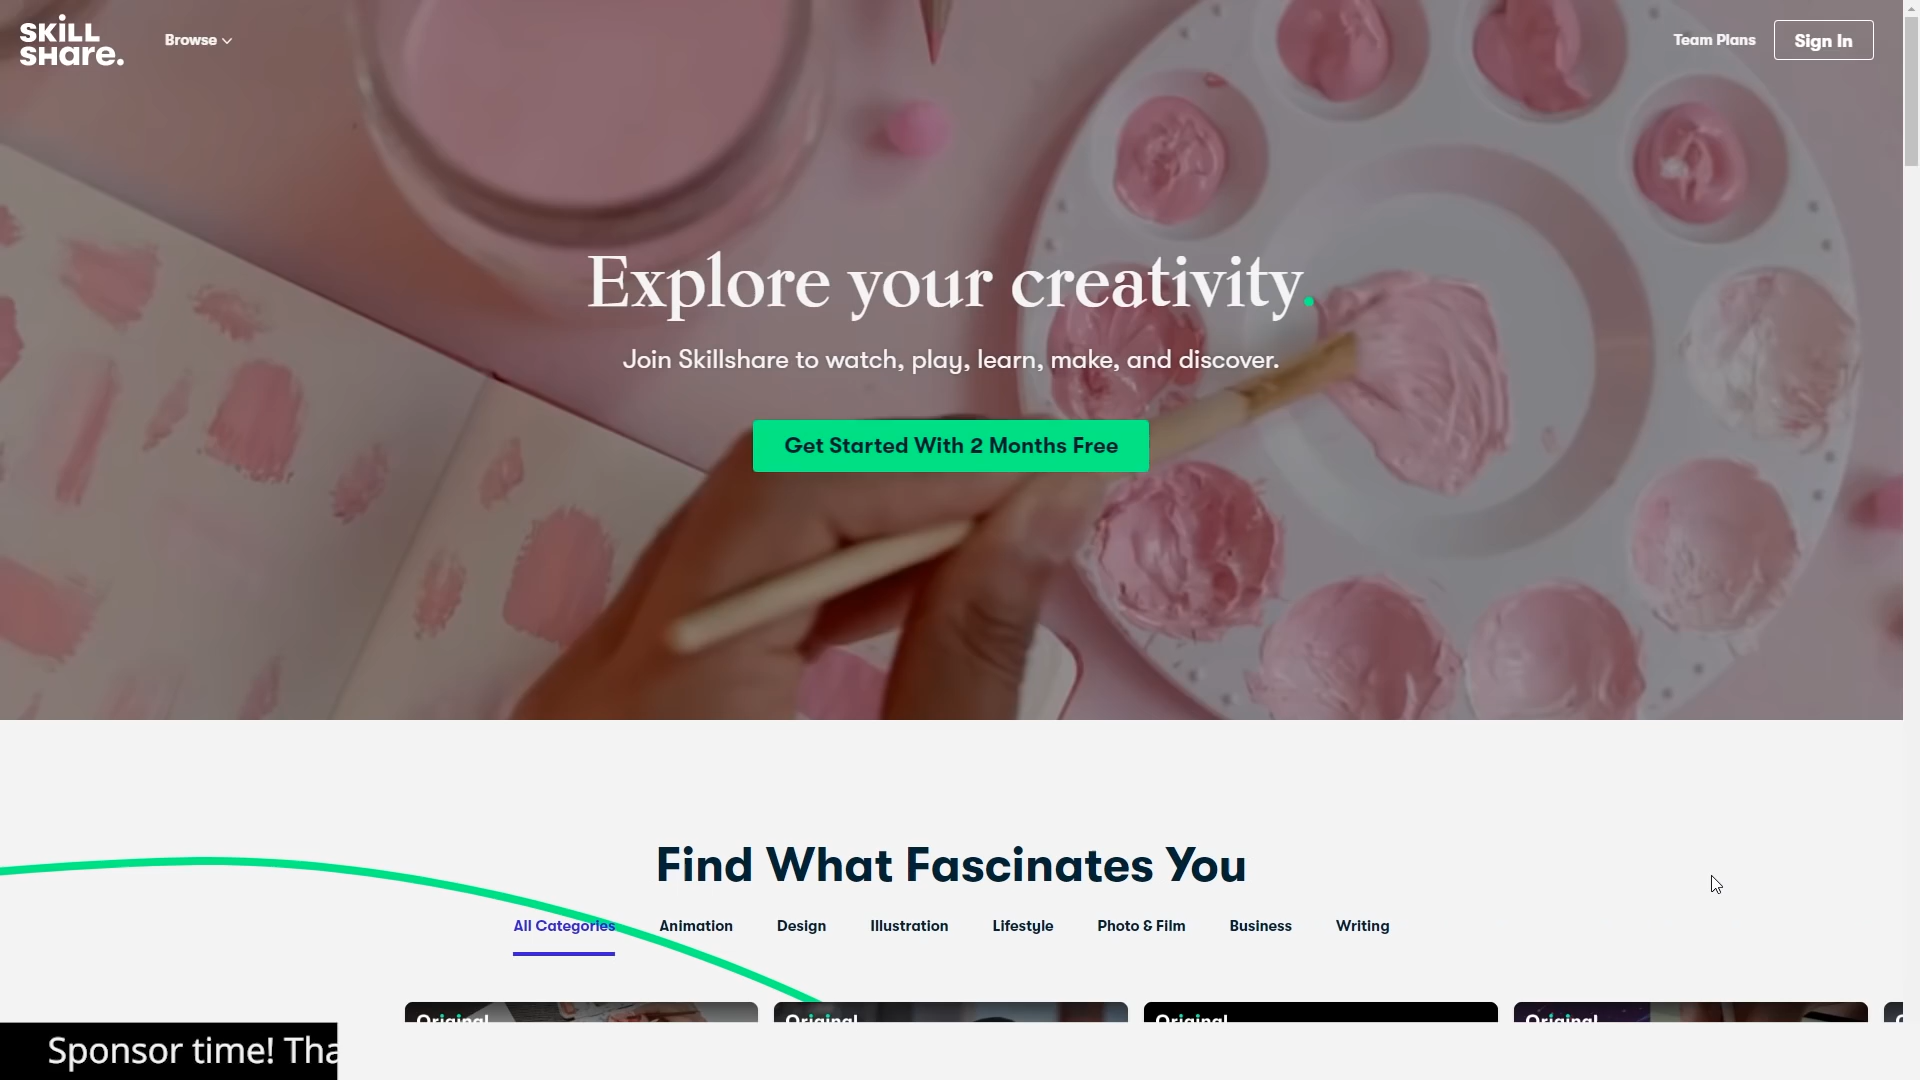 SKILL
SHare.
Browse
Team Plans
Sign In
Explore your creativity.
Join Skillshare to watch, play, learn, make, and discover.
Get Started With 2 Months Free
Find What Fascinates You
All Categories
Animation
Design
Illustration
Lifestyle
Photo & Film
Business
Writing
Original
Original
Original
Original
Sponsor time! Tha